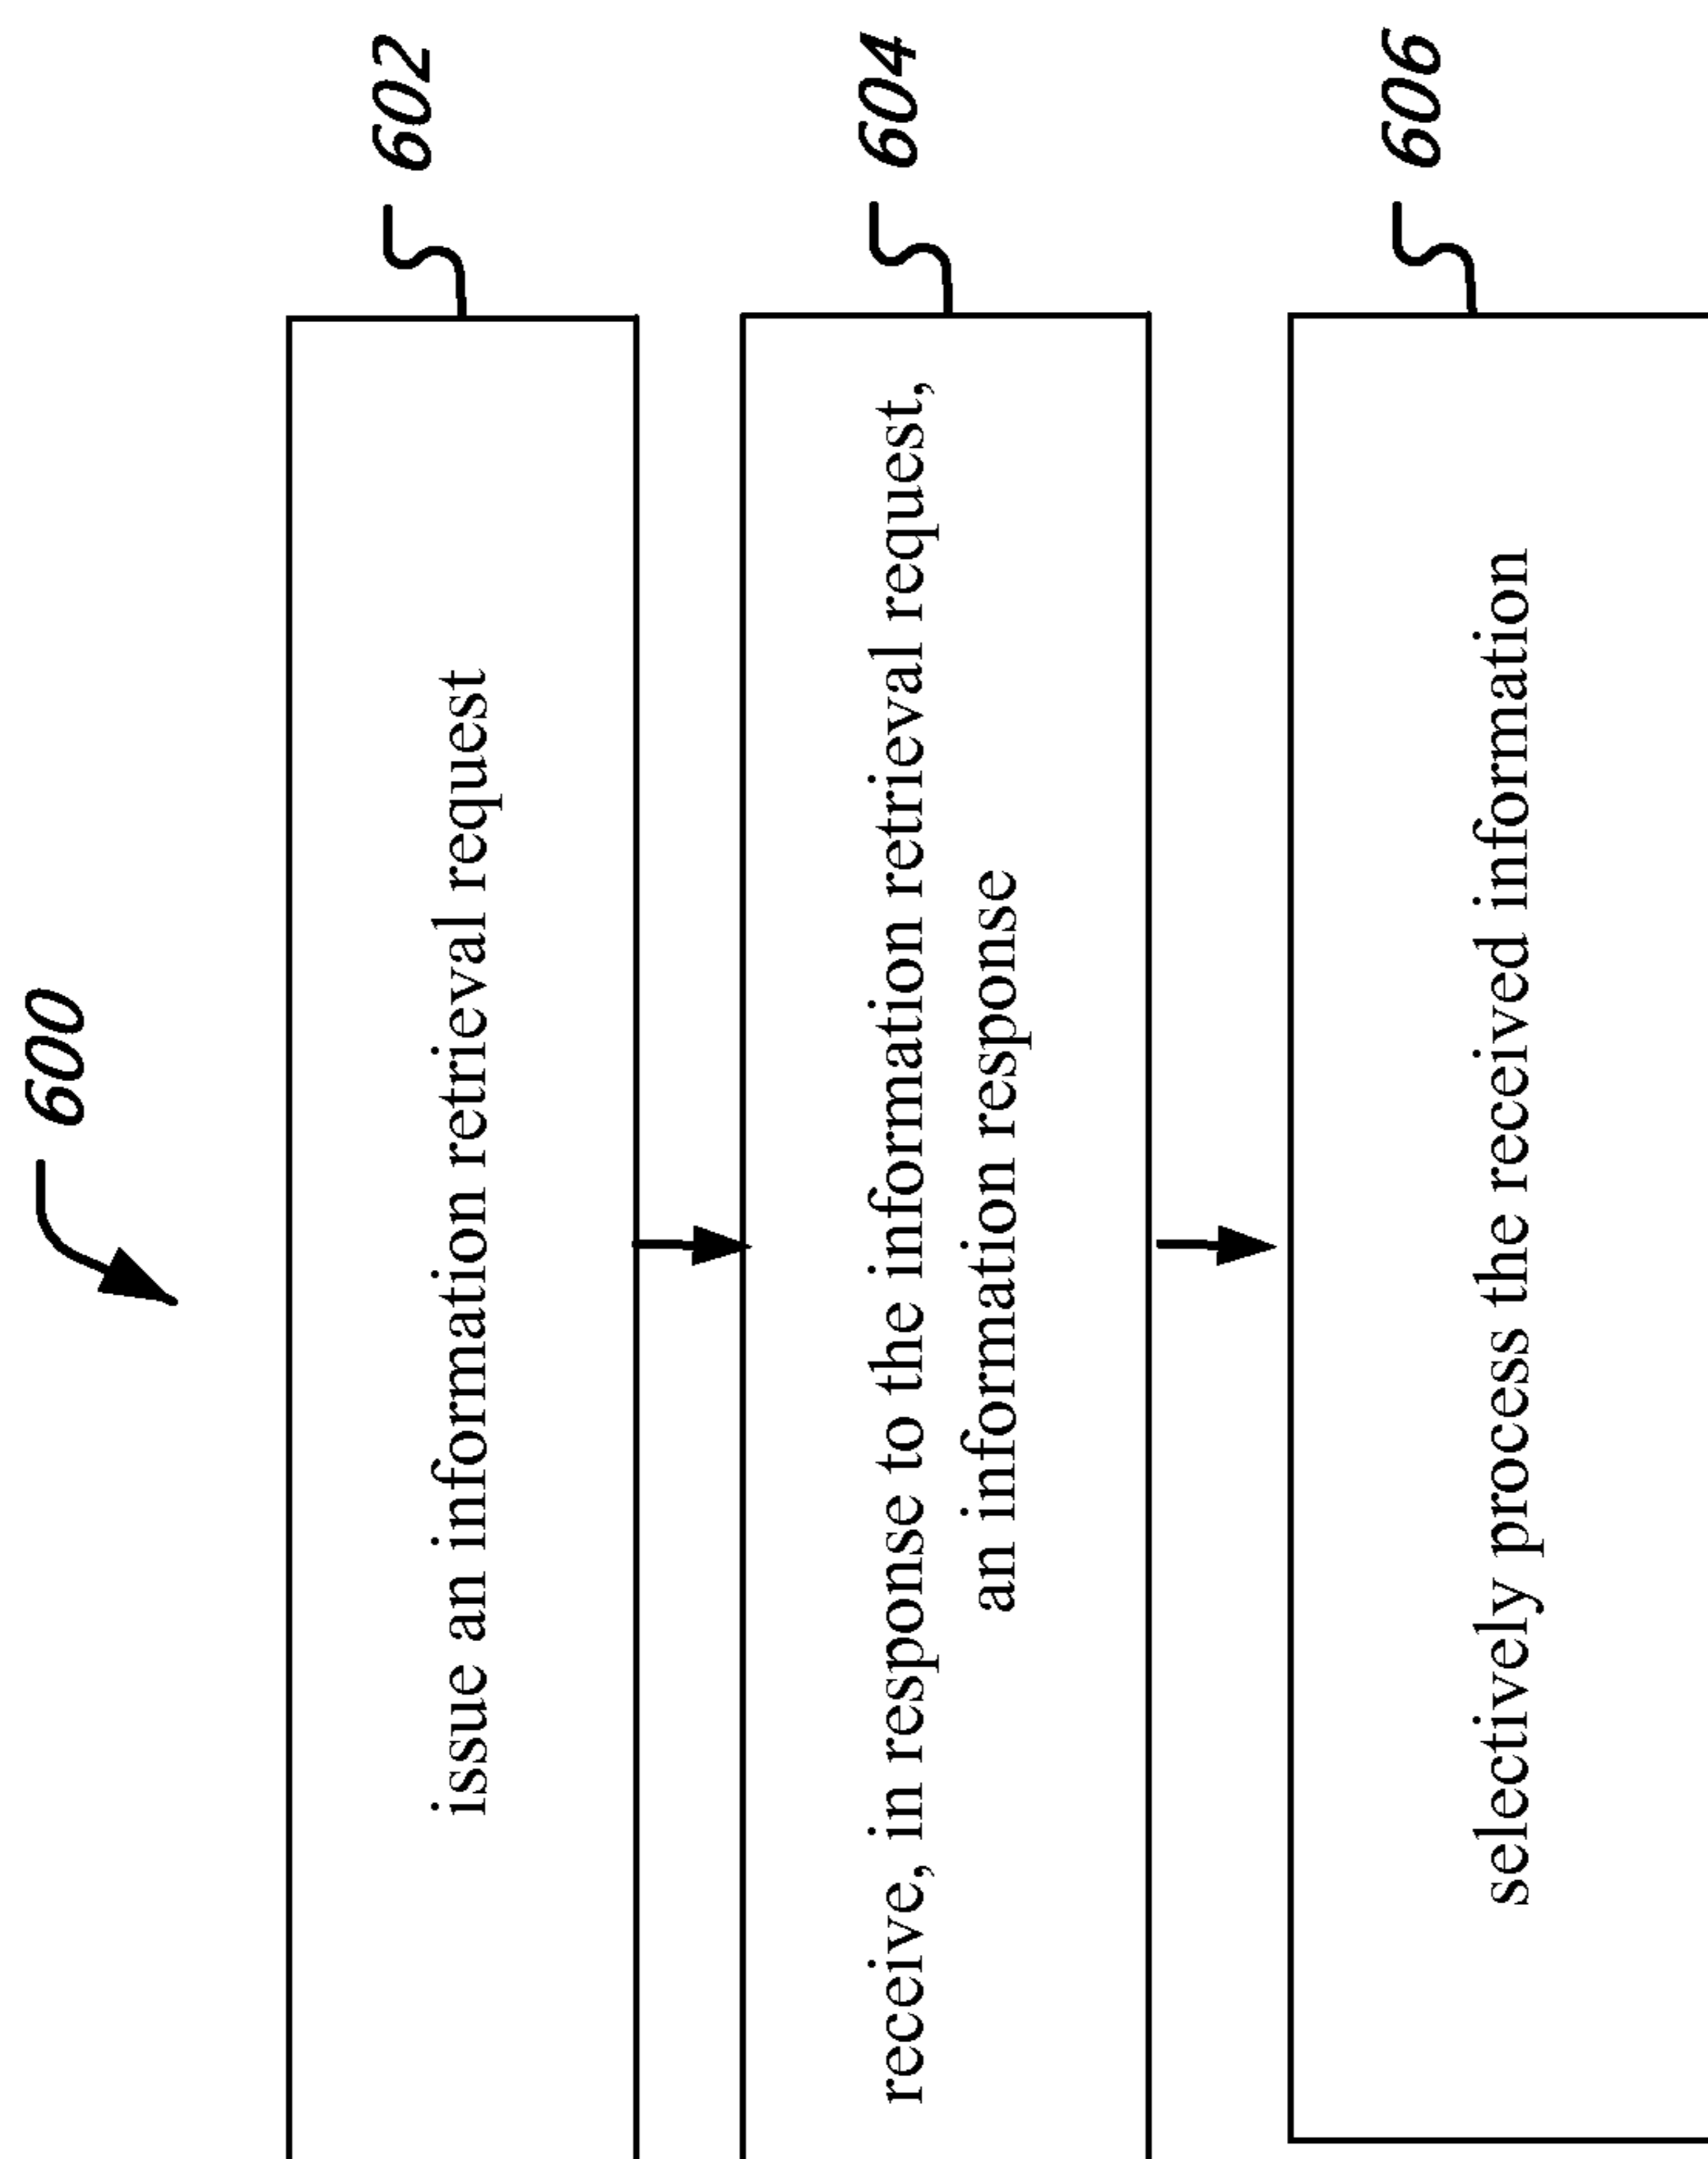 600
602
issue an information retrieval request
604
receive, in response to the information retrieval request,
an information response
606
selectively process the received information